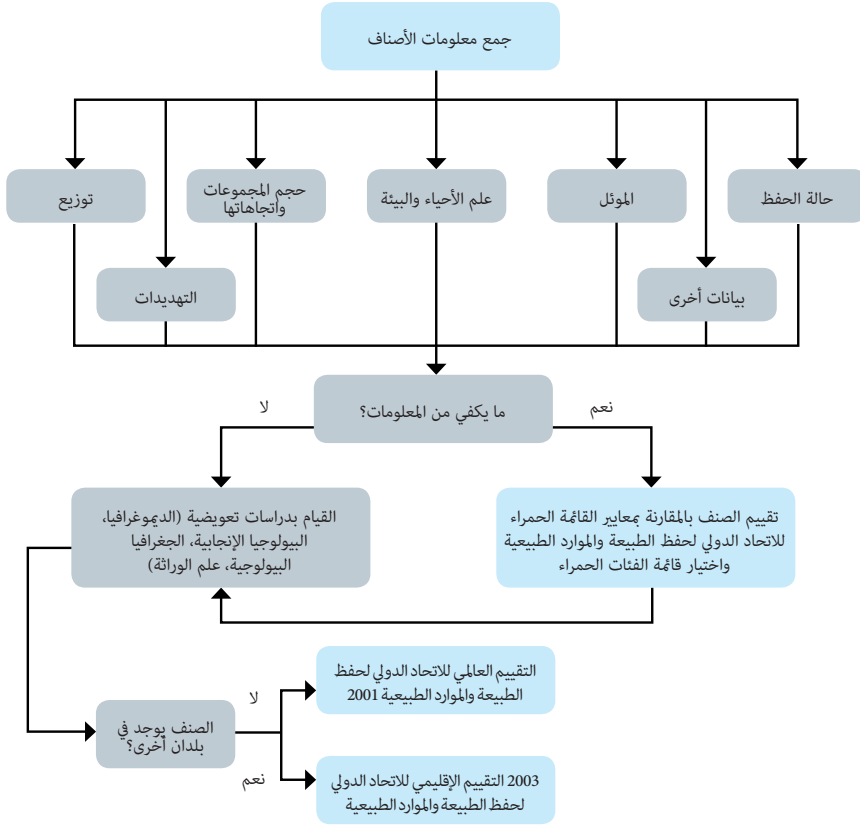 جمع معلومات الأصناف
حالة الحفظ
الموئل
علم الأحياء والبيئة
حجم المجموعات
واتجاهاتها
توزيع
بيانات أخرى
التهديدات
ما يكفي من المعلومات؟
نعم
لا
تقييم الصنف بالمقارنة بمعايير القائمة الحمراء
للاتحاد الدولي لحفظ الطبيعة والموارد الطبيعية
واختيار قائمة الفئات الحمراء
القيام بدراسات تعويضية (الديموغرافيا،
البيولوجيا الإنجابية، الجغرافيا
البيولوجية، علم الوراثة)
الصنف يوجد في
بلدان أخرى؟
لا
التقييم العالمي للاتحاد الدولي لحفظ
الطبيعة والموارد الطبيعية 2001
نعم
2003 التقييم الإقليمي للاتحاد الدولي
لحفظ الطبيعة والموارد الطبيعية